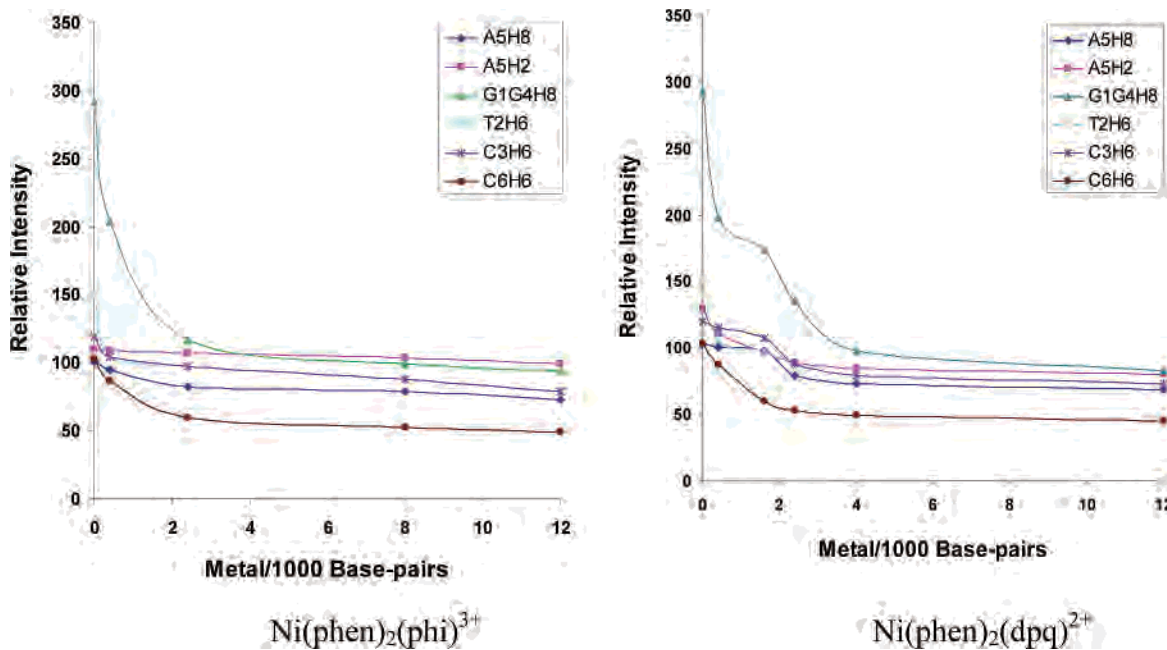 350
300
250
200
150
100
50
0
Relative Intensity
0 2 4 6 8 10 12
Metal/1000 Base-pairs
A5H8
A5H2
G1G4H8
T2H6
C3H6
C6H6
Ni(phen)₂(phi)³⁺
350
300
250
200
150
100
50
0
Relative Intensity
0 2 4 6 8 10 12
Metal/1000 Base-pairs
A5H8
A5H2
G1G4H8
T2H6
C3H6
C6H6
Ni(phen)₂(dpq)²⁺